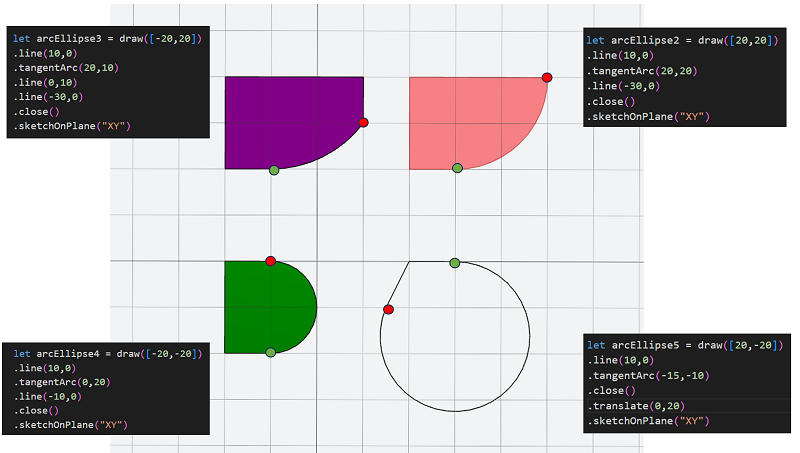 let arcEllipse3 = draw([-20,20])
.line(10,0)
.tangentArc(20,10)
.line(0,10)
.line(-30,0)
.close()
.sketchOnPlane("XY")
let arcEllipse2 = draw([20,20])
.line(10,0)
.tangentArc(20,20)
.line(-30,0)
.close()
.sketchOnPlane("XY")
let arcEllipse4 = draw([-20,-20])
.line(10,0)
.tangentArc(0,20)
.line(-10,0)
.close()
.sketchOnPlane("XY")
let arcEllipse5 = draw([20,-20])
.line(10,0)
.tangentArc(-15,-10)
.close()
.translate(0,20)
.sketchOnPlane("XY")